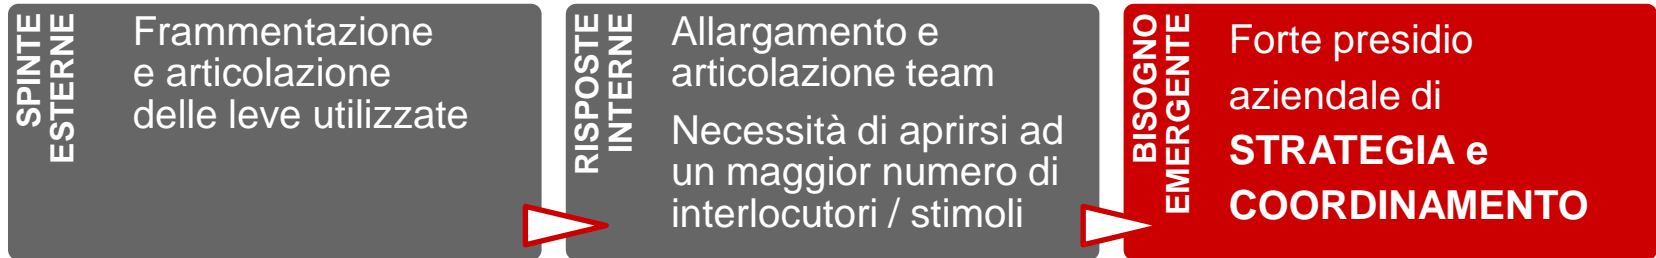 SPINTE
ESTERNE
Frammentazione
e articolazione
delle leve utilizzate
RISPOSTE
INTERNE
Allargamento e
articolazione team
Necessità di aprirsi ad
un maggior numero di
interlocutori / stimoli
BISOGNO
EMERGENTE
Forte presidio
aziendale di
STRATEGIA e
COORDINAMENTO